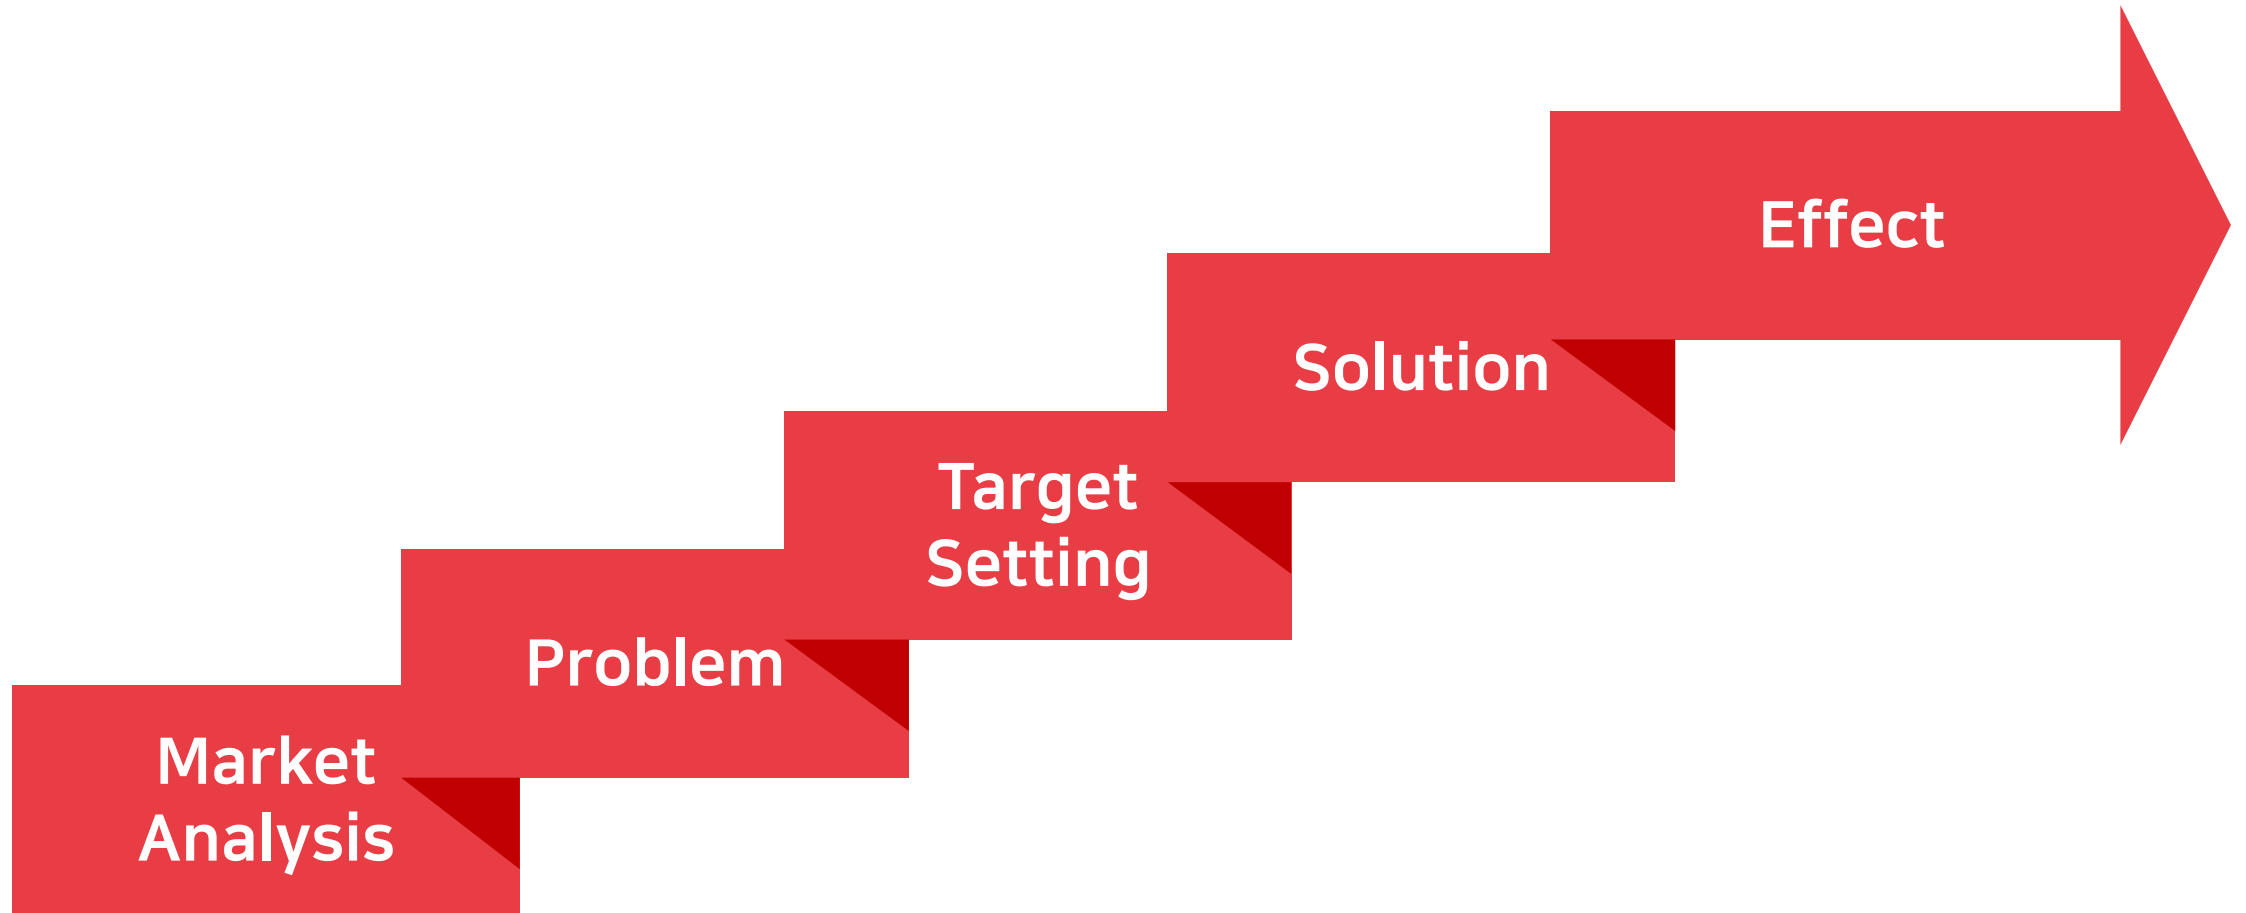 Market
Analysis
Problem
Target
Setting
Solution
Effect